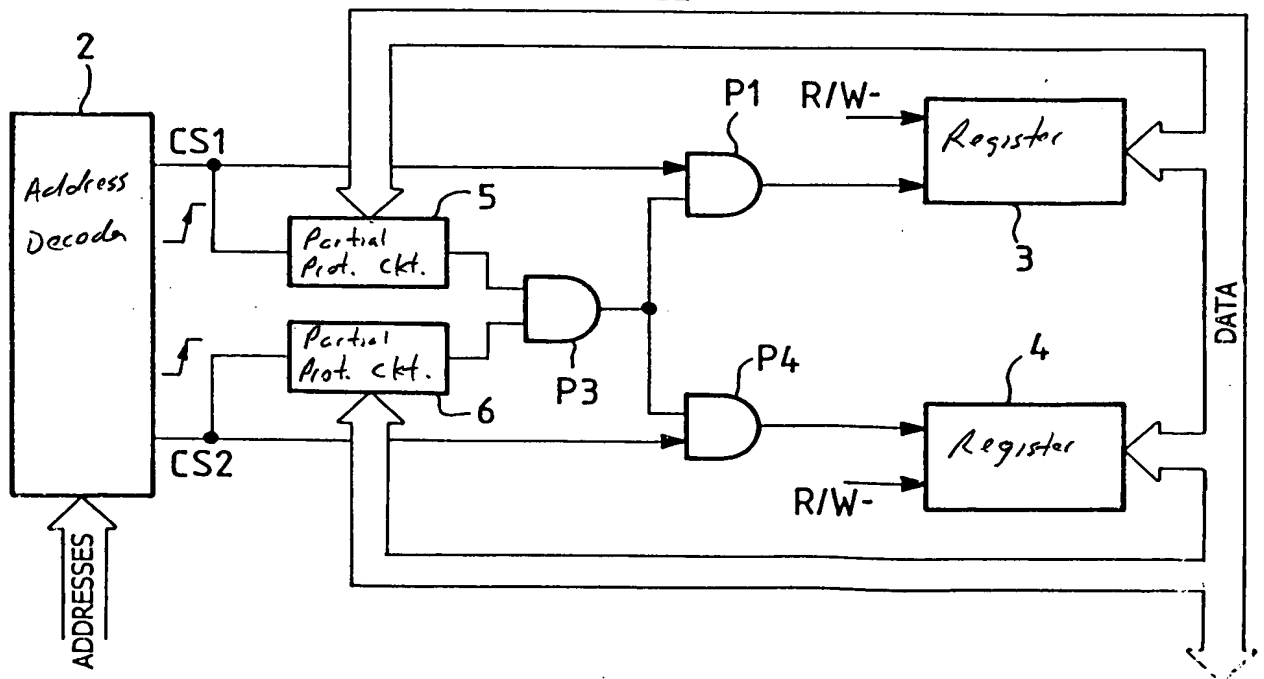 2
CS1
Address
Decoder
5
Partial
Prot. Ckt.
P1
R/W-
Register
3
P3
Partial
Prot. Ckt.
6
CS2
P4
4
Register
R/W-
DATA
ADDRESSES